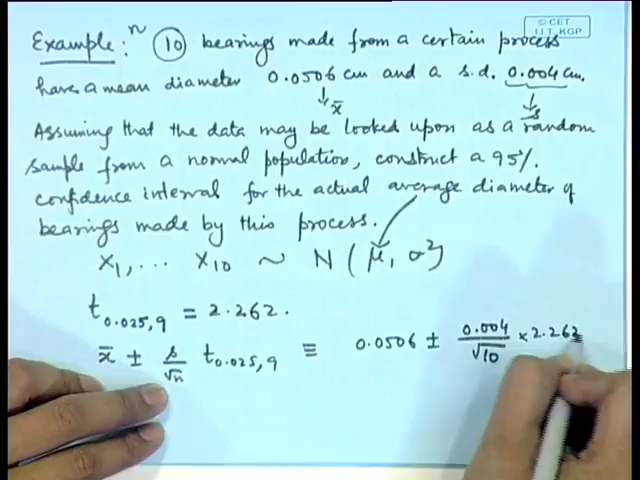 © CET
I.I.T. KGP
Example: n 10 bearings made from a certain process
have a mean diameter 0.0506 cm and a s.d. 0.004 cm.
x̄ s
Assuming that the data may be looked upon as a random
sample from a normal population, construct a 95%
confidence interval for the actual average diameter of
bearings made by this process.
X₁, ... X₁₀ ~ N(μ, σ²)
t₀.₀₂₅,₉ = 2.262.
x̄ ± s/√n t₀.₀₂₅,₉ ≡ 0.0506 ± 0.004/√10 × 2.262